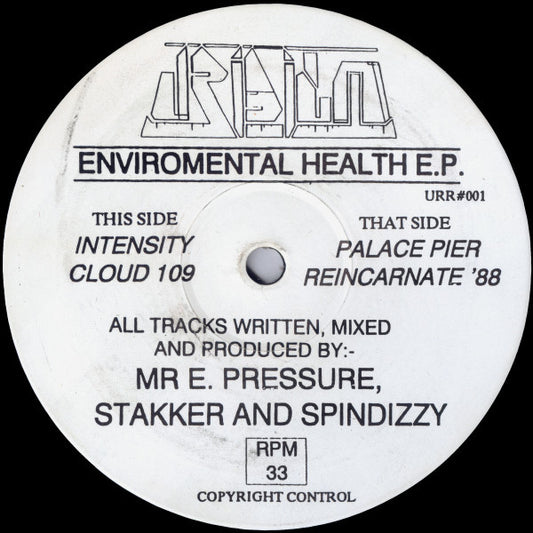 ENVIROMENTAL HEALTH E.P.
URR#001
THIS SIDE
INTENSITY
CLOUD 109
THAT SIDE
PALACE PIER
REINCARNATE '88
ALL TRACKS WRITTEN, MIXED
AND PRODUCED BY:-
MR E. PRESSURE,
STAKKER AND SPINDIZZY
RPM
33
COPYRIGHT CONTROL